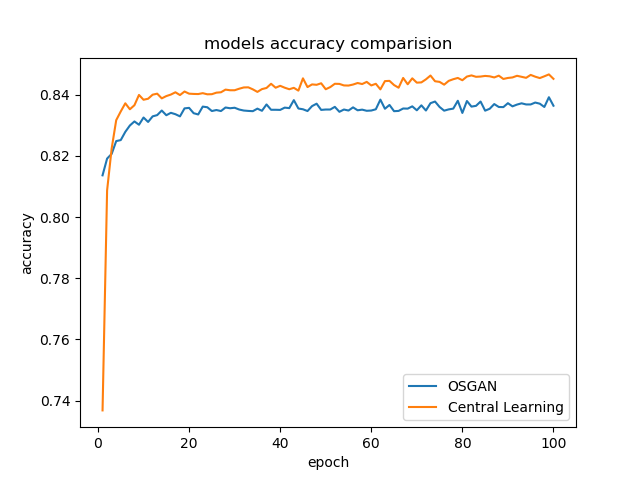 models accuracy comparision
accuracy
0.84
0.82
0.80
0.78
0.76
0.74
OSGAN
Central Learning
0 20 40 60 80 100
epoch